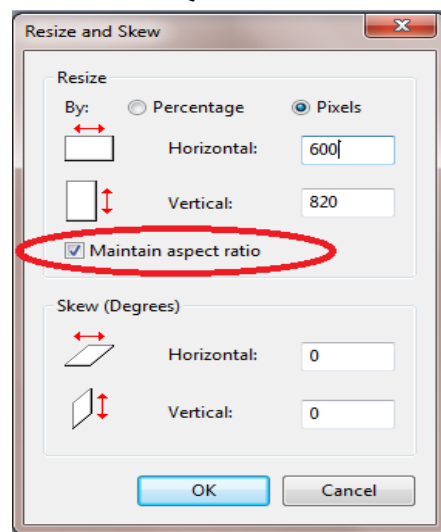 Resize and Skew
Resize
By: Percentage Pixels
Horizontal: 600
Vertical: 820
Maintain aspect ratio
Skew (Degrees)
Horizontal: 0
Vertical: 0
OK Cancel